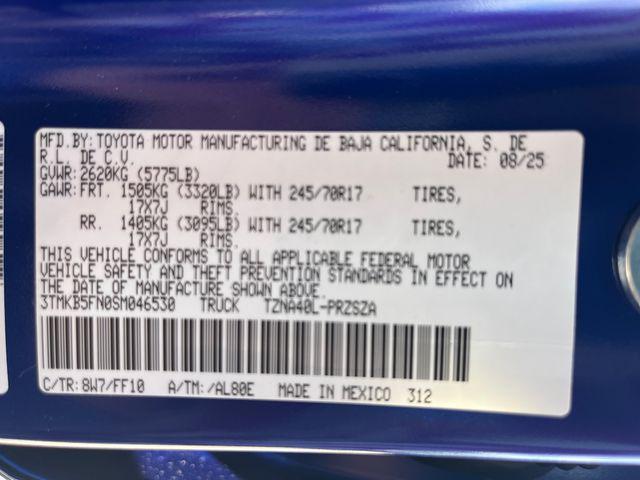 MFD.BY:TOYOTA MOTOR MANUFACTURING DE BAJA CALIFORNIA, S. DE
R.L. DE C.V. DATE: 08/25
GVWR:2620KG (5775LB)
GAWR:FRT. 1505KG (3320LB) WITH 245/70R17 TIRES,
17X7J RIMS.
RR. 1405KG (3095LB) WITH 245/70R17 TIRES,
17X7J RIMS.
THIS VEHICLE CONFORMS TO ALL APPLICABLE FEDERAL MOTOR
VEHICLE SAFETY AND THEFT PREVENTION STANDARDS IN EFFECT ON
THE DATE OF MANUFACTURE SHOWN ABOVE.
3TMKB5FN0SM046530 TRUCK TZNA40L-PRZSZA
C/TR:8W7/FF10 A/TM:/AL80E MADE IN MEXICO 312